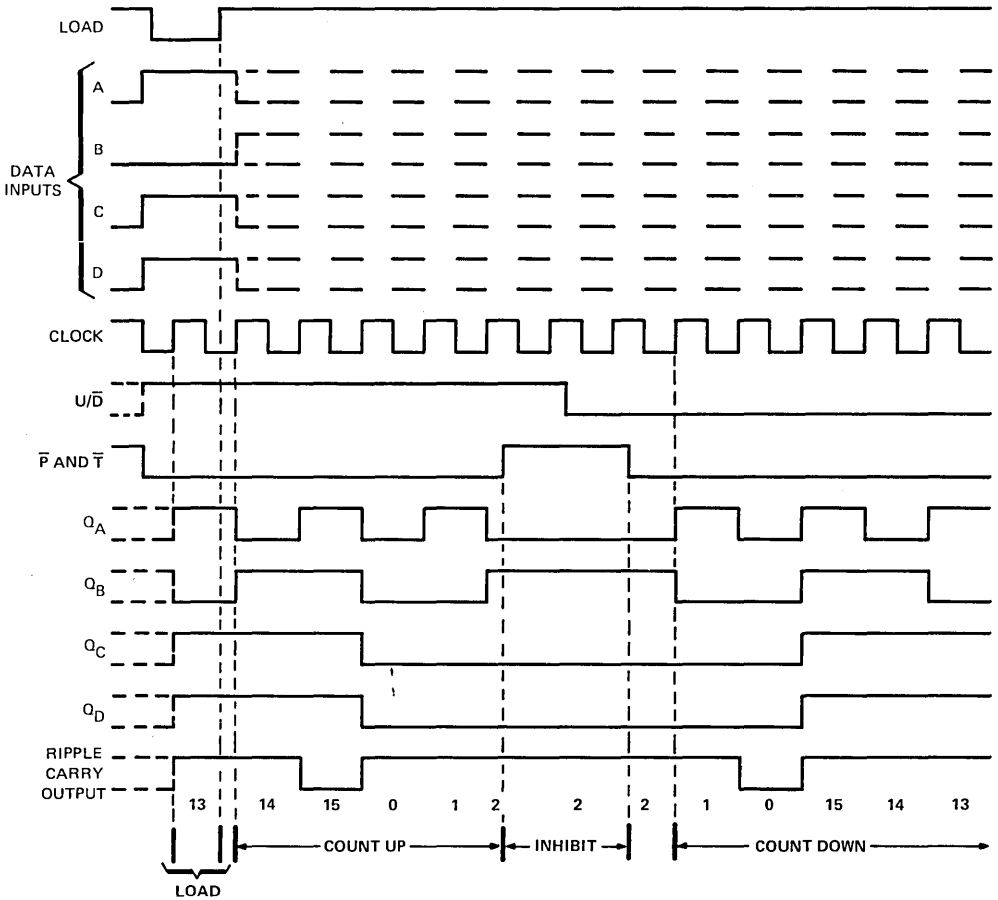 LOAD
DATA
INPUTS
A
B
C
D
CLOCK
U/D̅
P̅ AND T̅
QA
QB
QC
QD
RIPPLE
CARRY
OUTPUT
13 14 15 0 1 2 2 2 1 0 15 14 13
COUNT UP INHIBIT COUNT DOWN
LOAD